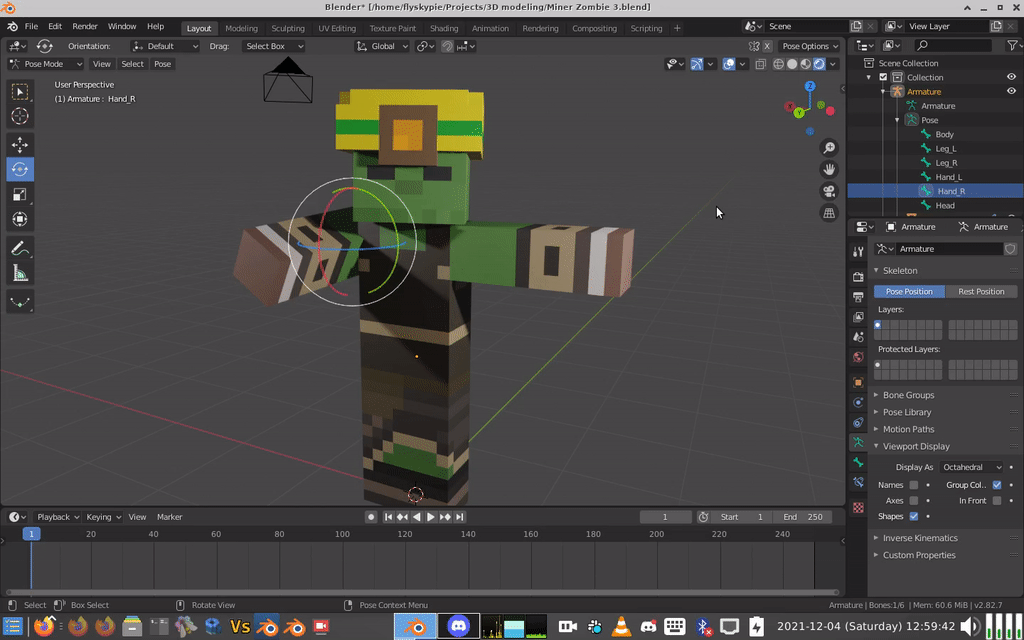 Blender* [/home/flyskypie/Projects/3D modeling/Miner Zombie 3.blend]
File Edit Render Window Help Layout Modeling Sculpting UV Editing Texture Paint Shading Animation Rendering Compositing Scripting + Scene View Layer
Orientation: Default Drag: Select Box Global X Pose Options
Pose Mode View Select Pose
User Perspective
(1) Armature : Hand_R
Z
Y
Scene Collection
Collection
Armature
Armature
Pose
Body
Leg_L
Leg_R
Hand_L
Hand_R
Head
Armature Armature
Armature
Skeleton
Pose Position Rest Position
Layers:
Protected Layers:
Bone Groups
Pose Library
Motion Paths
Viewport Display
Display As Octahedral
Names Group Col..
Axes In Front
Shapes
Inverse Kinematics
Custom Properties
Playback Keying View Marker 1 Start 1 End 250
1 20 40 60 80 100 120 140 160 180 200 220 240
Select Box Select Rotate View Pose Context Menu Armature | Bones:1/6 | Mem: 60.6 MiB | v2.82.7
Vs 2021-12-04 (Saturday) 12:59:42